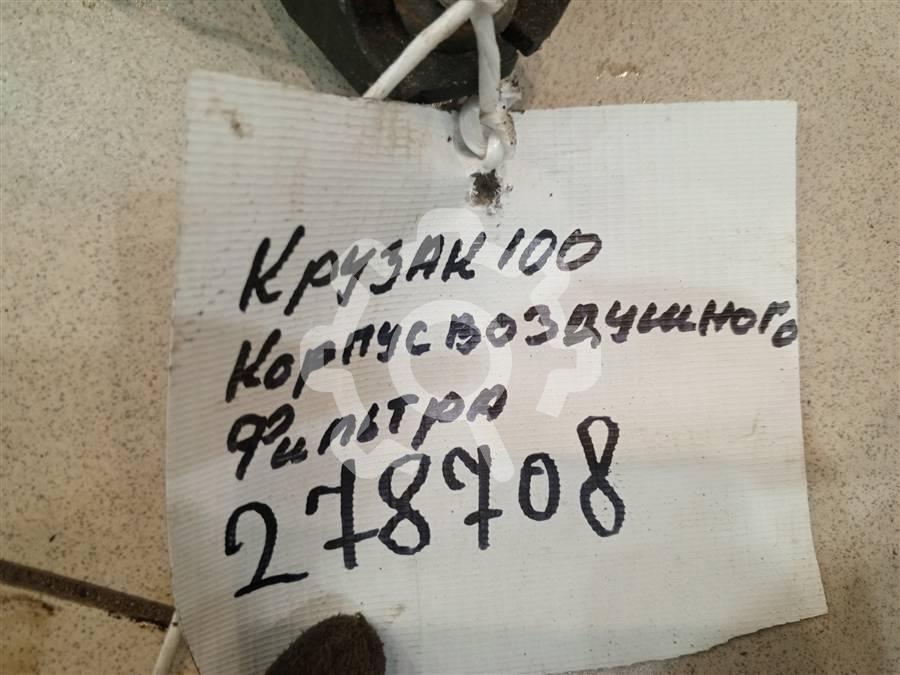 Крузак 100
Корпус воздушного
Фильтра
278708